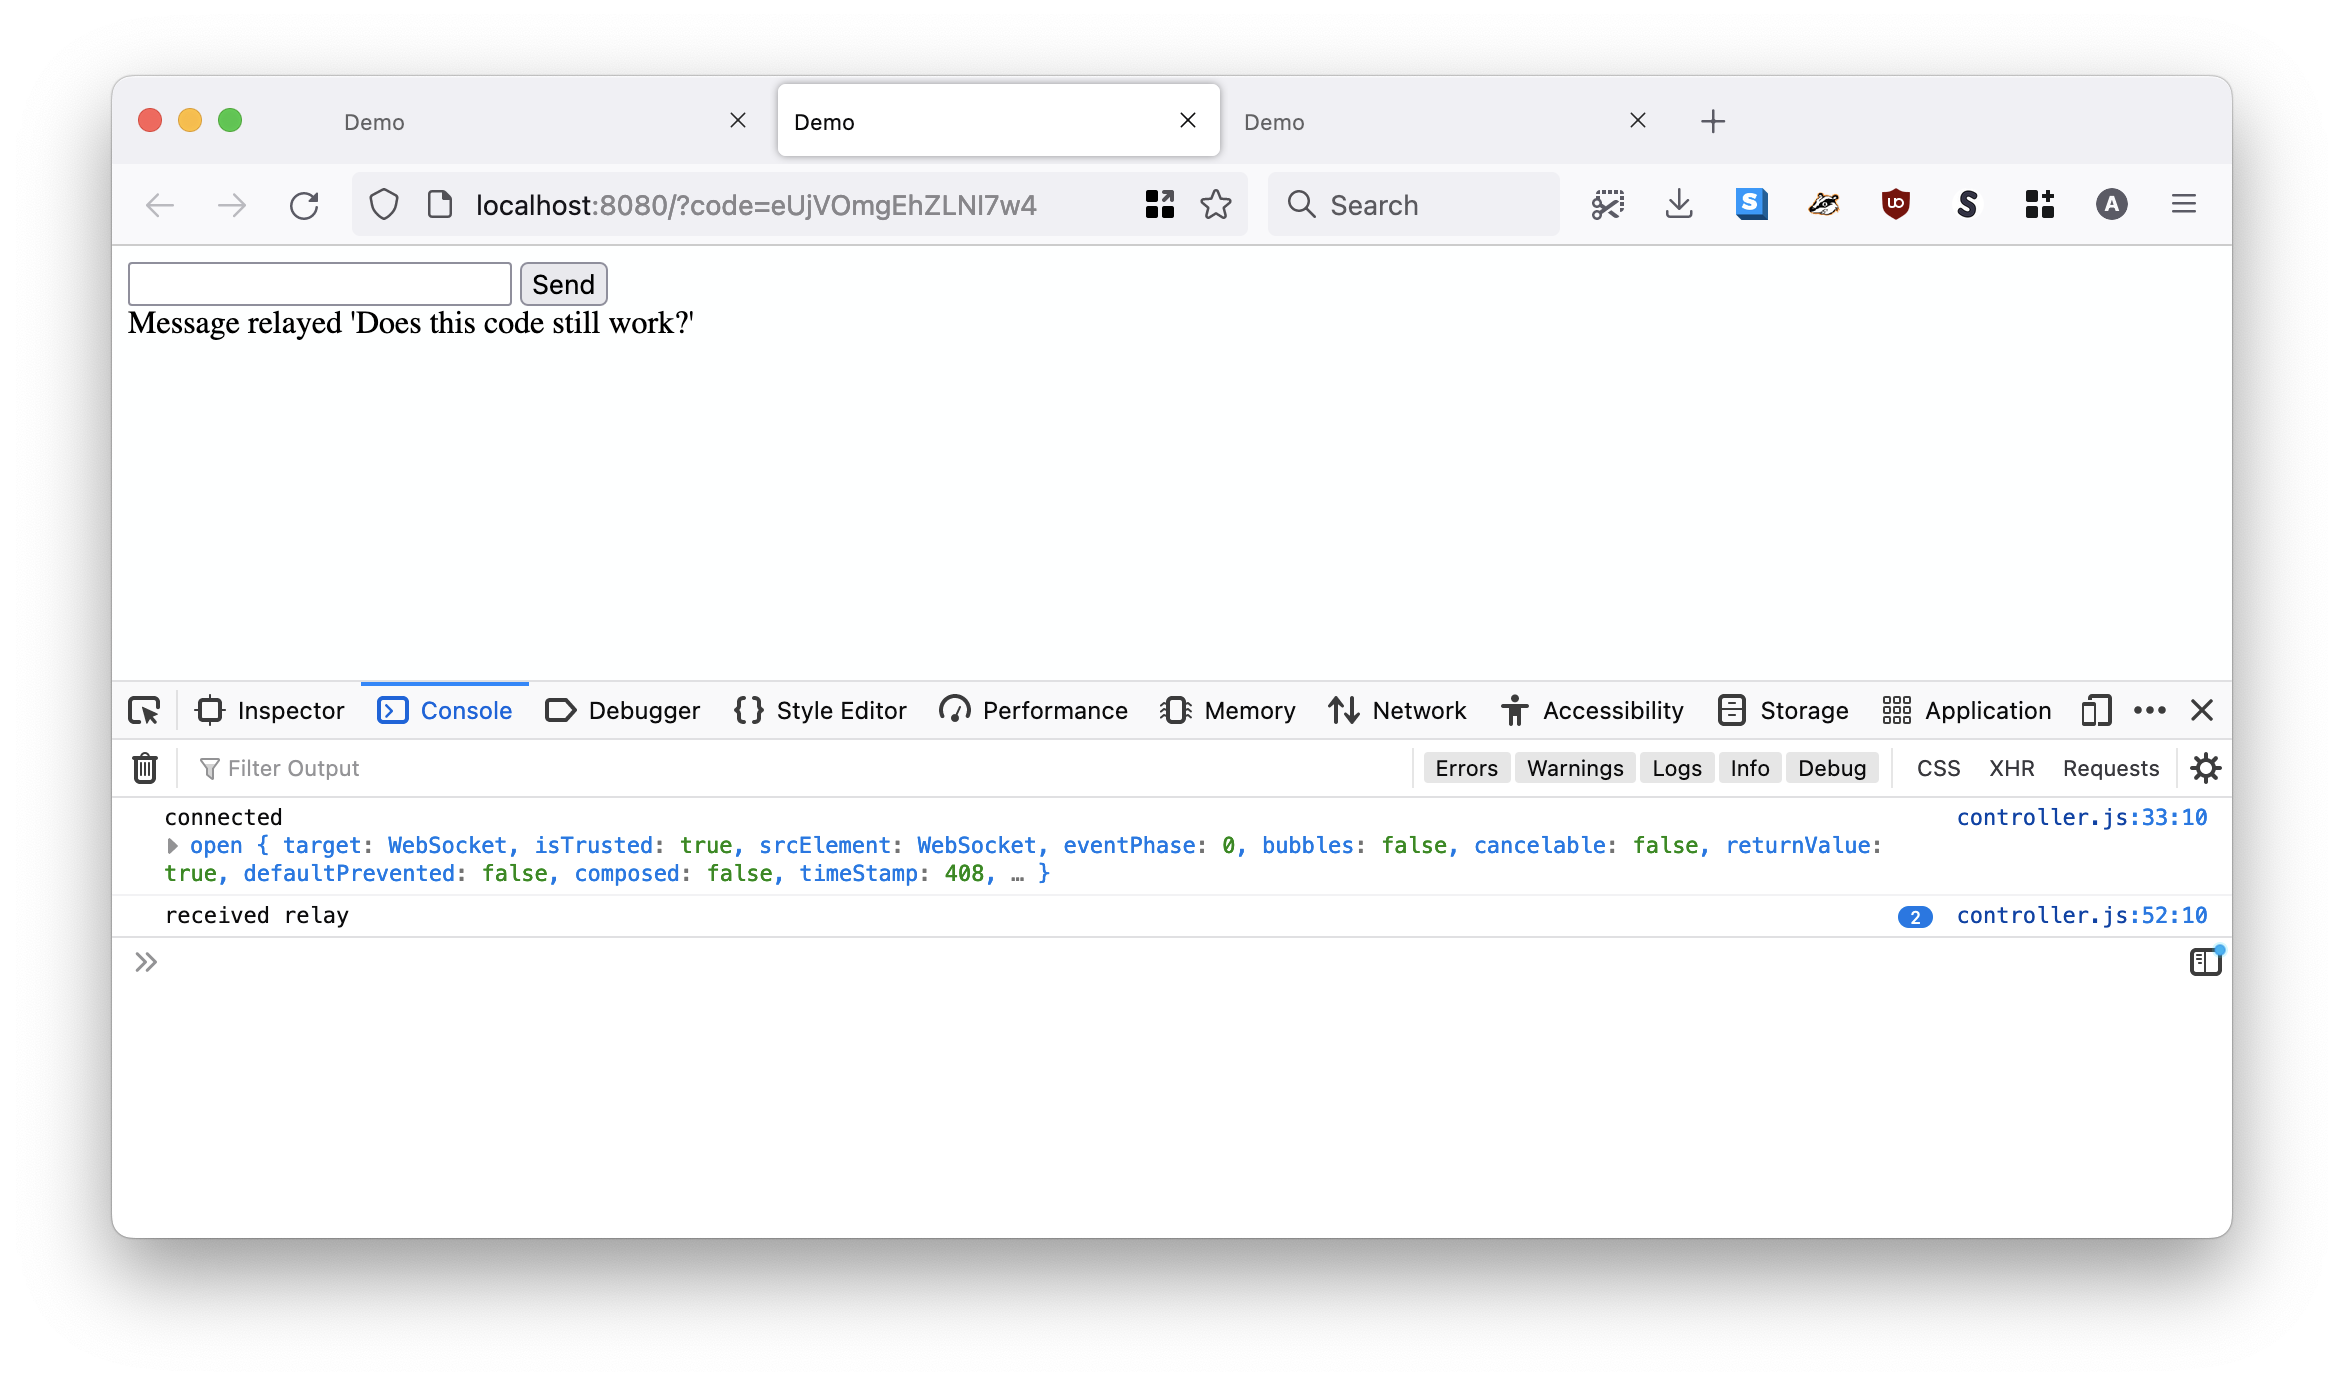 Demo
Demo
Demo
localhost:8080/?code=eUjVOmgEhZLNI7w4
Search
S
UO
S
A
Send
Message relayed 'Does this code still work?'
Inspector
Console
Debugger
Style Editor
Performance
Memory
Network
Accessibility
Storage
Application
Filter Output
Errors
Warnings
Logs
Info
Debug
CSS
XHR
Requests
connected controller.js:33:10
open { target: WebSocket, isTrusted: true, srcElement: WebSocket, eventPhase: 0, bubbles: false, cancelable: false, returnValue:
true, defaultPrevented: false, composed: false, timeStamp: 408, … }
received relay 2 controller.js:52:10